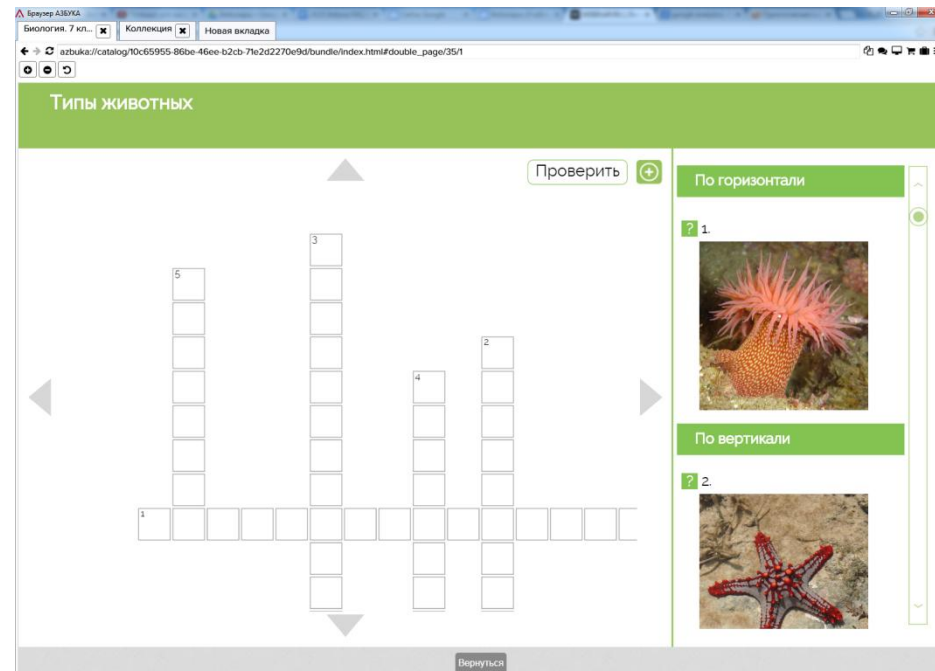 Браузер АЗБУКА
Биология. 7 кл...
Коллекция
Новая вкладка
azbuka://catalog/10c65955-86be-46ee-b2cb-71e2d2270e9d/bundle/index.html#double_page/35/1
Типы животных
Проверить
По горизонтали
3
? 1.
5
2
4
По вертикали
? 2.
1
Вернуться